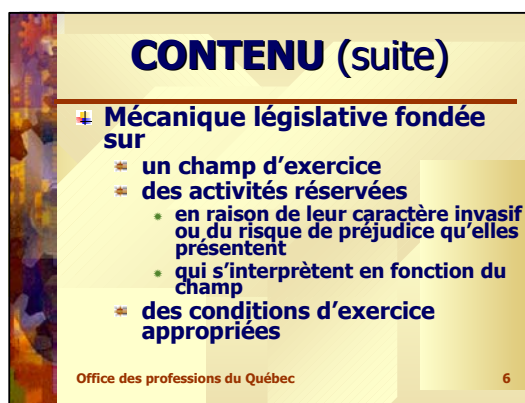 CONTENU (suite)
Mécanique législative fondée
sur
un champ d'exercice
des activités réservées
en raison de leur caractère invasif
ou du risque de préjudice qu'elles
présentent
qui s'interprètent en fonction du
champ
des conditions d'exercice
appropriées
Office des professions du Québec 6